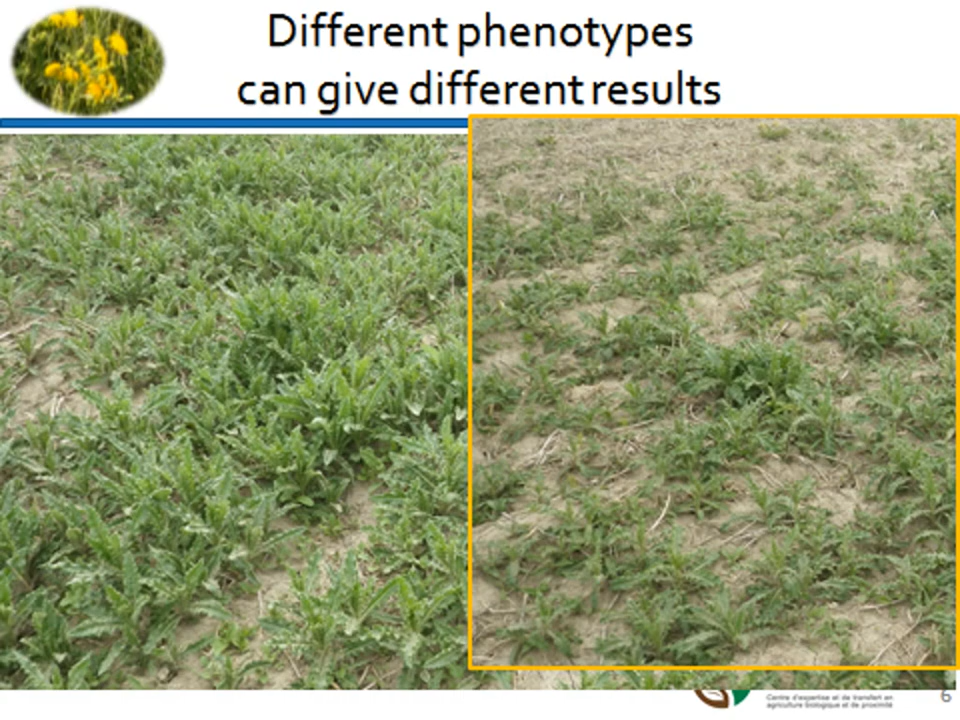 Different phenotypes
can give different results
Centre d'expertise et de transfert en
agriculture biologique et de proximité
6